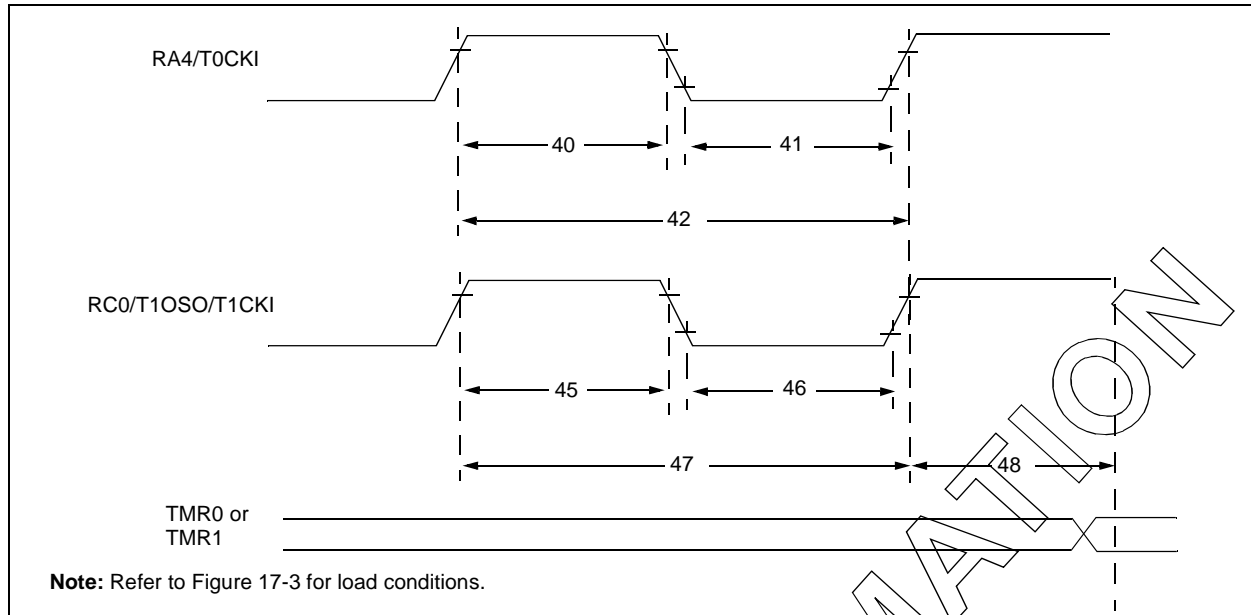 RA4/T0CKI
40
41
42
RC0/T1OSO/T1CKI
45
46
47
48
TMR0 or
TMR1
Note: Refer to Figure 17-3 for load conditions.
MATION